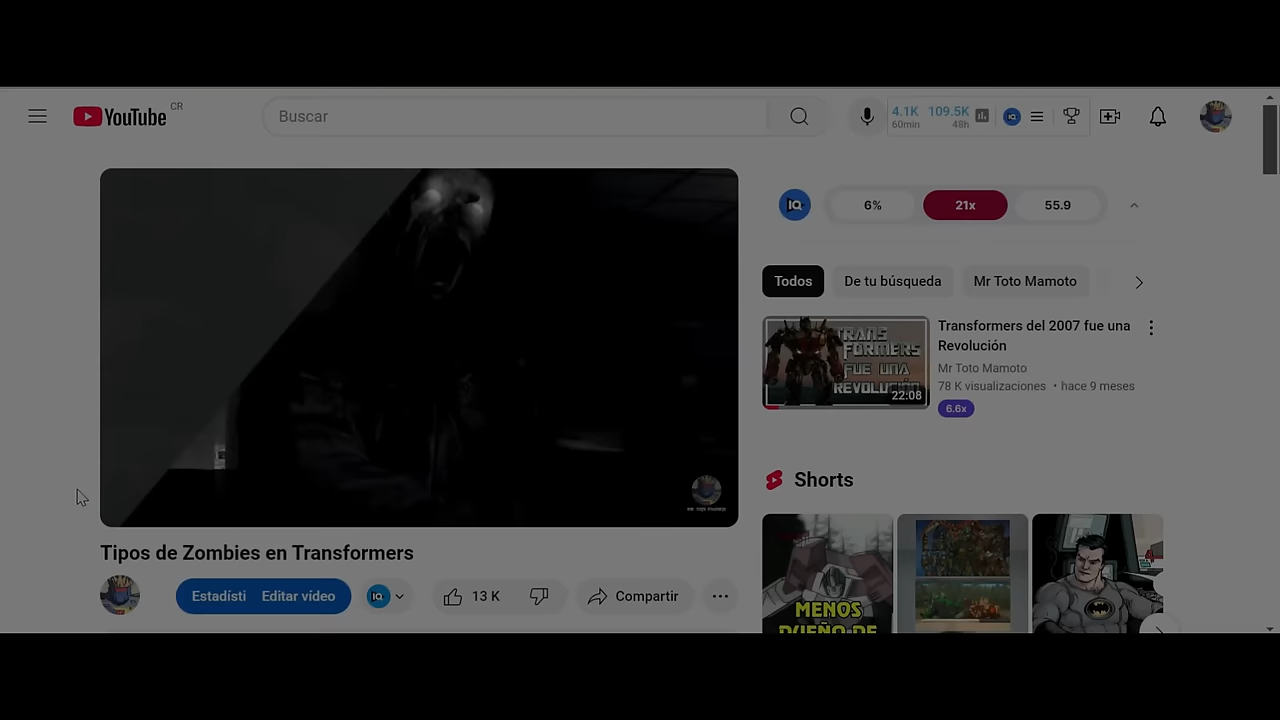 YouTube CR
Buscar
4.1K 109.5K
60min 48h
IQ
6% 21x 55.9
Todos De tu búsqueda Mr Toto Mamoto
TRANS
FORMERS
FUE UNA
REVOLUCIÓN
22:08
Transformers del 2007 fue una
Revolución
Mr Toto Mamoto
78 K visualizaciones • hace 9 meses
6.6x
Shorts
Tipos de Zombies en Transformers
Estadísti Editar vídeo
IQ
13 K
Compartir
MENOS
DUEÑO DE